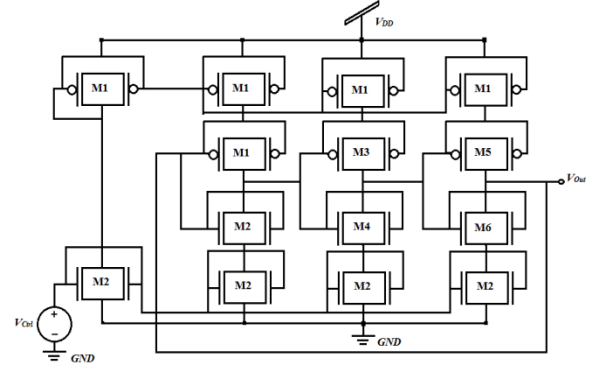 VDD
M1 M1 M1 M1
M1 M3 M5
VOut
M2 M4 M6
M2 M2 M2 M2
VCtrl
GND
GND